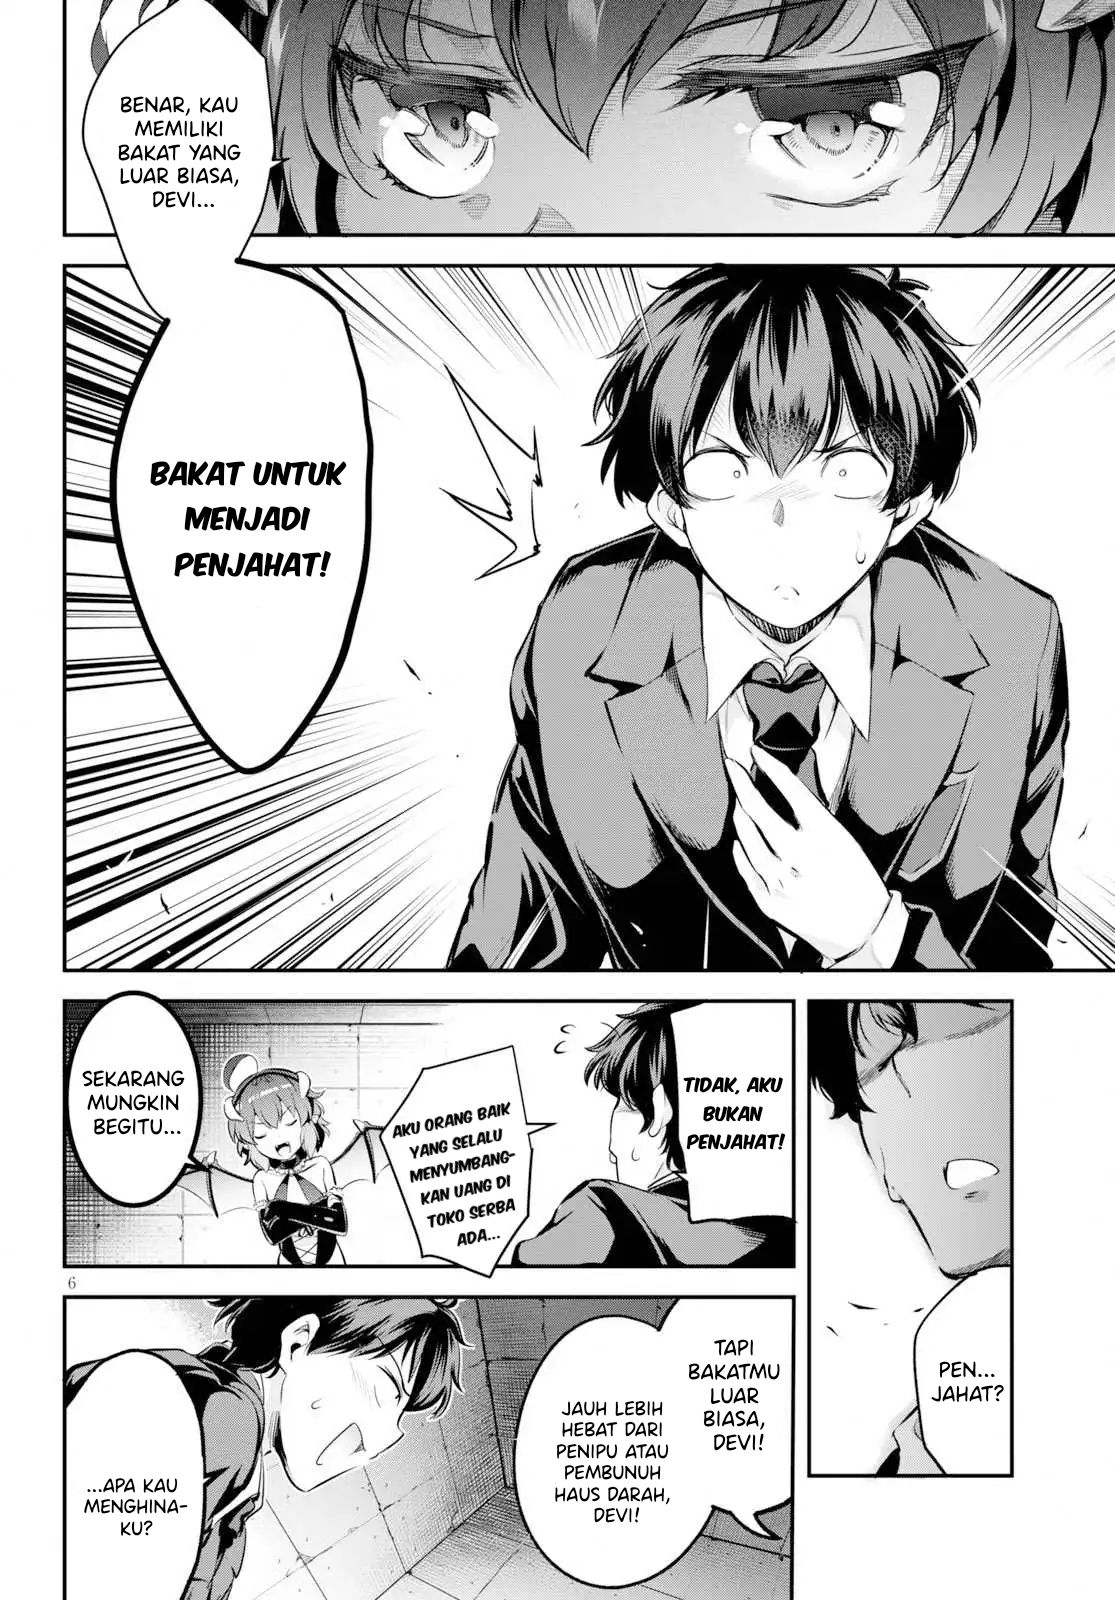 BENAR, KAU
MEMILIKI
BAKAT YANG
LUAR BIASA,
DEVI...
BAKAT UNTUK
MENJADI
PENJAHAT!
PEN...
JAHAT?
TIDAK, AKU
BUKAN
PENJAHAT!
AKU ORANG BAIK
YANG SELALU
MENYUMBANG-
KAN UANG DI
TOKO SERBA
ADA...
SEKARANG
MUNGKIN
BEGITU...
6
TAPI
BAKATMU
LUAR
BIASA,
DEVI!
JAUH LEBIH
HEBAT DARI
PENIPU ATAU
PEMBUNUH
HAUS DARAH,
DEVI!
...APA KAU
MENGHINA-
KU?